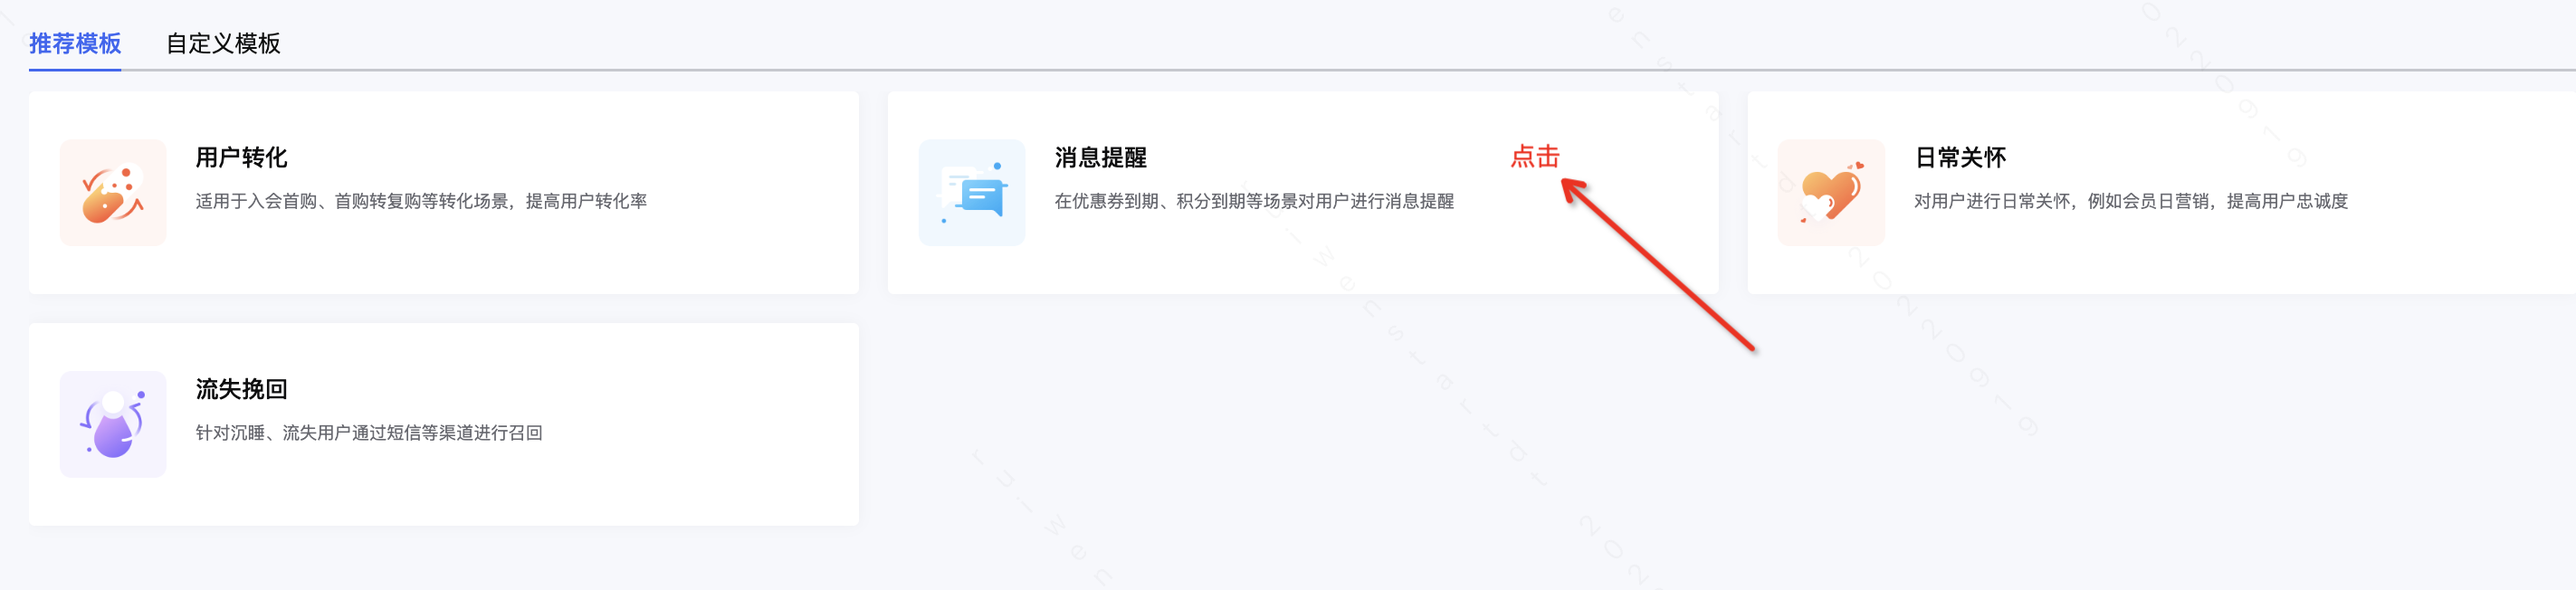 推荐模板 自定义模板
用户转化
适用于入会首购、首购转复购等转化场景，提高用户转化率
消息提醒
在优惠券到期、积分到期等场景对用户进行消息提醒
点击
日常关怀
对用户进行日常关怀，例如会员日营销，提高用户忠诚度
流失挽回
针对沉睡、流失用户通过短信等渠道进行召回